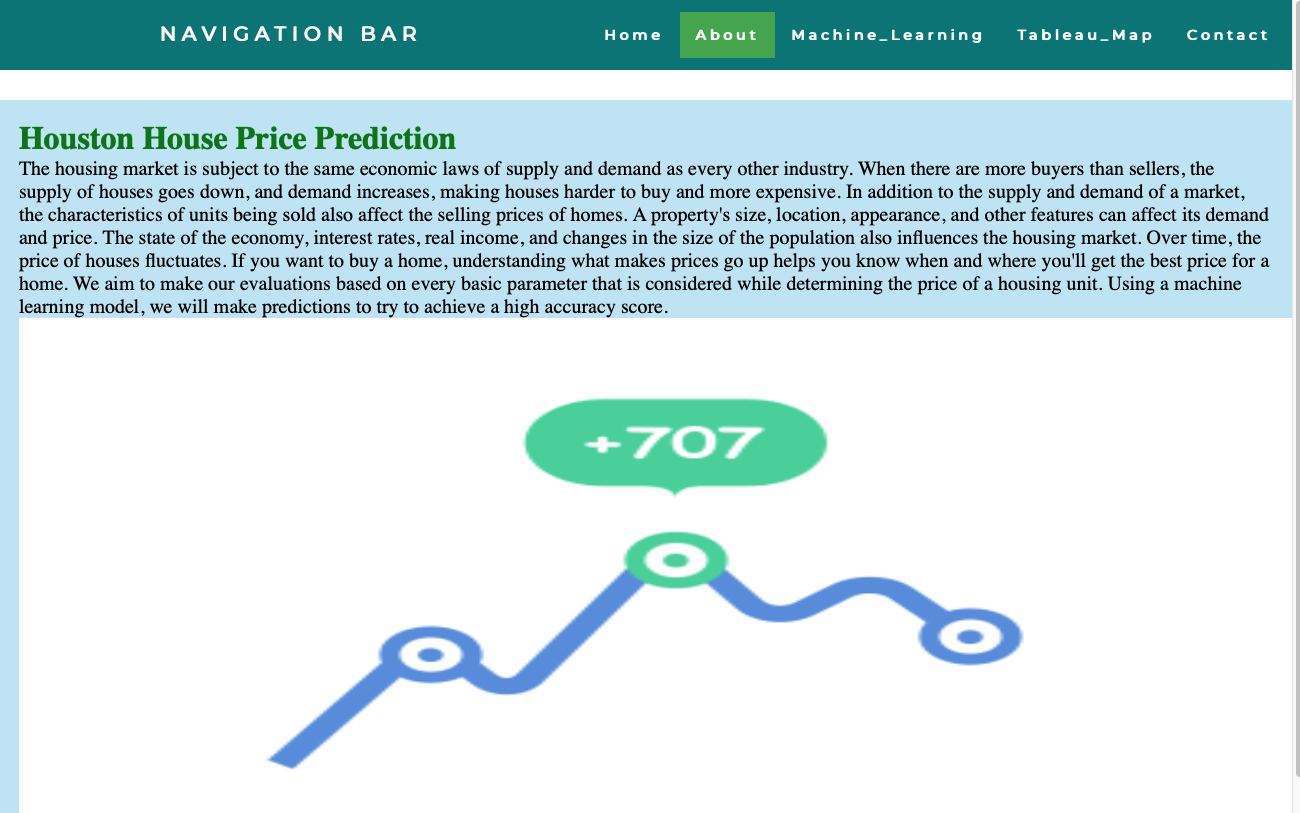 NAVIGATION BAR
Home About Machine_Learning Tableau_Map Contact
Houston House Price Prediction
The housing market is subject to the same economic laws of supply and demand as every other industry. When there are more buyers than sellers, the
supply of houses goes down, and demand increases, making houses harder to buy and more expensive. In addition to the supply and demand of a market,
the characteristics of units being sold also affect the selling prices of homes. A property's size, location, appearance, and other features can affect its demand
and price. The state of the economy, interest rates, real income, and changes in the size of the population also influences the housing market. Over time, the
price of houses fluctuates. If you want to buy a home, understanding what makes prices go up helps you know when and where you'll get the best price for a
home. We aim to make our evaluations based on every basic parameter that is considered while determining the price of a housing unit. Using a machine
learning model, we will make predictions to try to achieve a high accuracy score.
+707